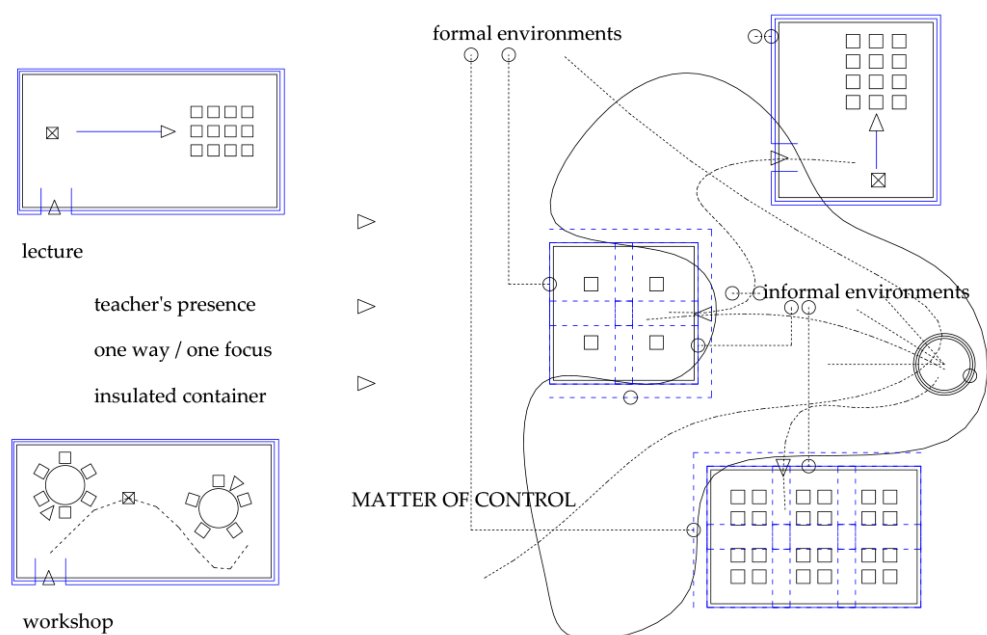 formal environments
lecture
teacher's presence
one way / one focus
insulated container
informal environments
MATTER OF CONTROL
workshop